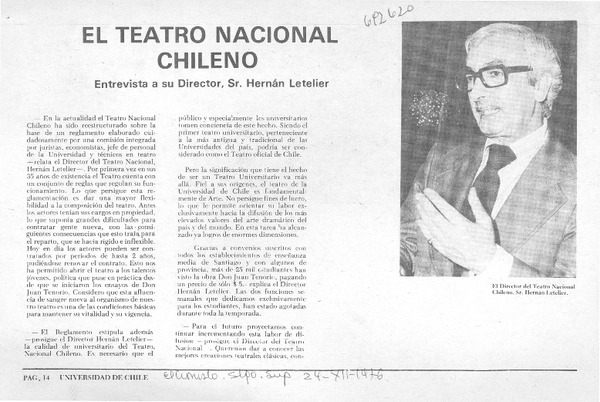 682620
EL TEATRO NACIONAL
CHILENO
Entrevista a su Director, Sr. Hernán Letelier
— En la actualidad el Teatro Nacional
Chileno ha sido reestructurado sobre la
base de un reglamento elaborado cui-
dadosamente por una comisión integrada
por juristas, economistas, jefe de personal
de la Universidad y técnicos en teatro
—relata el Director del Teatro Nacional,
Hernán Letelier—. Por primera vez en sus
35 años de existencia el Teatro cuenta con
un conjunto de reglas que regulan su fun-
cionamiento. Lo que persigue esta re-
glamentación es dar una mayor flexi-
bilidad a la composición del teatro. Antes
los actores tenían sus cargos en propiedad,
lo que suponía grandes dificultades para
contratar gente nueva, con las consi-
guientes consecuencias que esto traía para
el reparto, que se hacía rígido e inflexible.
Hoy en día los actores pueden ser con-
tratados por períodos de hasta 2 años,
pudiéndose renovar el contrato. Esto nos
ha permitido abrir el teatro a los talentos
jóvenes, política que puse en práctica des-
de que se iniciaron los ensayos de Don
Juan Tenorio. Considero que esta afluen-
cia de sangre nueva al organismo de nues-
tro teatro es una de las condiciones básicas
para mantener su vitalidad y su vigencia.
— El Reglamento estipula además
—prosigue el Director Hernán Letelier—
la calidad de universitario del Teatro,
Nacional Chileno. Es necesario que el
público y especialmente los universitarios
tomen conciencia de este hecho. Siendo el
primer teatro universitario, perteneciente
a la más antigua y tradicional de las
Universidades del país, podría ser con-
siderado como el Teatro oficial de Chile.
Pero la significación que tiene el hecho
de ser un Teatro Universitario va más
allá. Fiel a sus orígenes, el teatro de la
Universidad de Chile es fundamental-
mente de Arte. No persigue fines de lucro,
lo que le permite orientar su labor ex-
clusivamente hacia la difusión de los más
elevados valores del arte dramático del
país y del mundo. En esta tarea ha alcan-
zado ya logros de enormes dimensiones.
Gracias a convenios suscritos con
todos los establecimientos de enseñanza
media de Santiago y con algunos de
provincia, más de 25 mil estudiantes han
visto la obra Don Juan Tenorio, pagando
un precio de sólo $ 5.- explica el Director
Hernán Letelier. Las dos funciones se-
manales que dedicamos exclusivamente
para los estudiantes, han estado agotadas
durante toda la temporada.
— Para el futuro proyectamos con-
tinuar incrementando esta labor de di-
fusión —prosigue el Director del Teatro
Nacional—. Queremos dar a conocer las
mejores creaciones teatrales clásicas, con-
El Director del Teatro Nacional
Chileno, Sr. Hernán Letelier.
PAG, 14 UNIVERSIDAD DE CHILE
Stgo. Sup 24-XII-1976